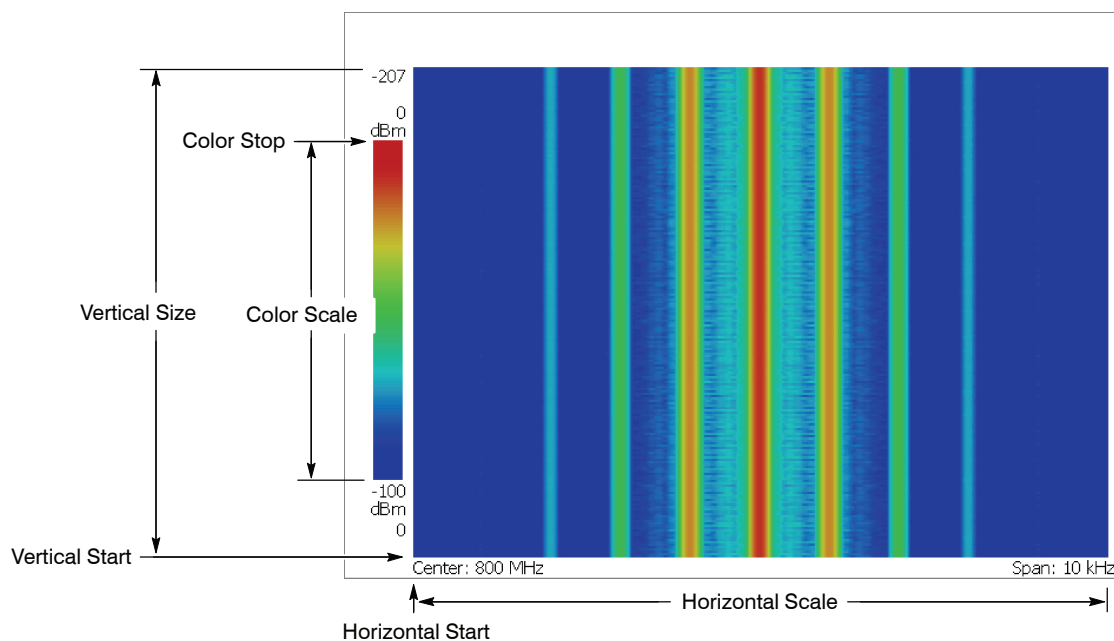 -207
0
dBm
Color Stop
Vertical Size
Color Scale
-100
dBm
0
Vertical Start
Center: 800 MHz
Span: 10 kHz
Horizontal Scale
Horizontal Start